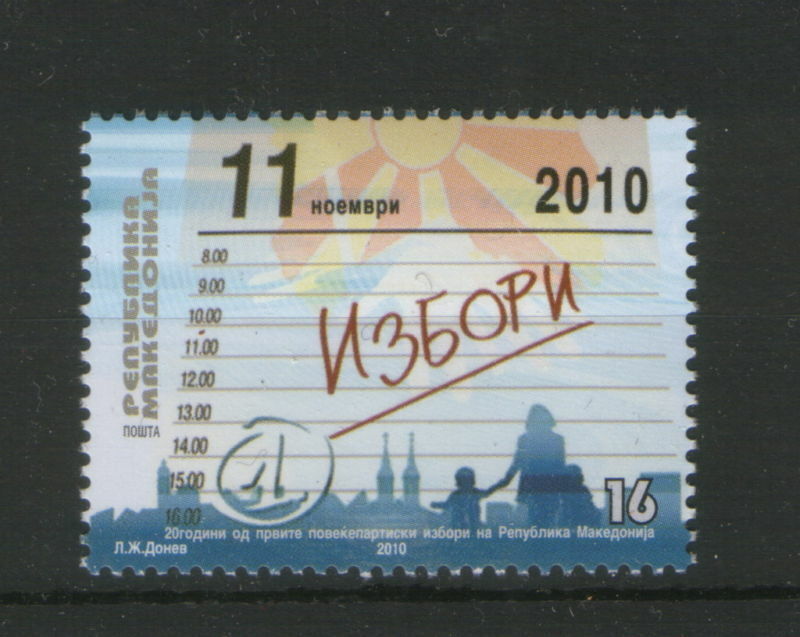 РЕПУБЛИКА
МАКЕДОНИЈА
ПОШТА
11 ноември 2010
8.00
9.00
10.00
11.00
12.00
13.00
14.00
15.00
16.00
ИЗБОРИ
1
16
20години од првите повеќепартиски избори на Република Македонија
Л.Ж.Донев 2010